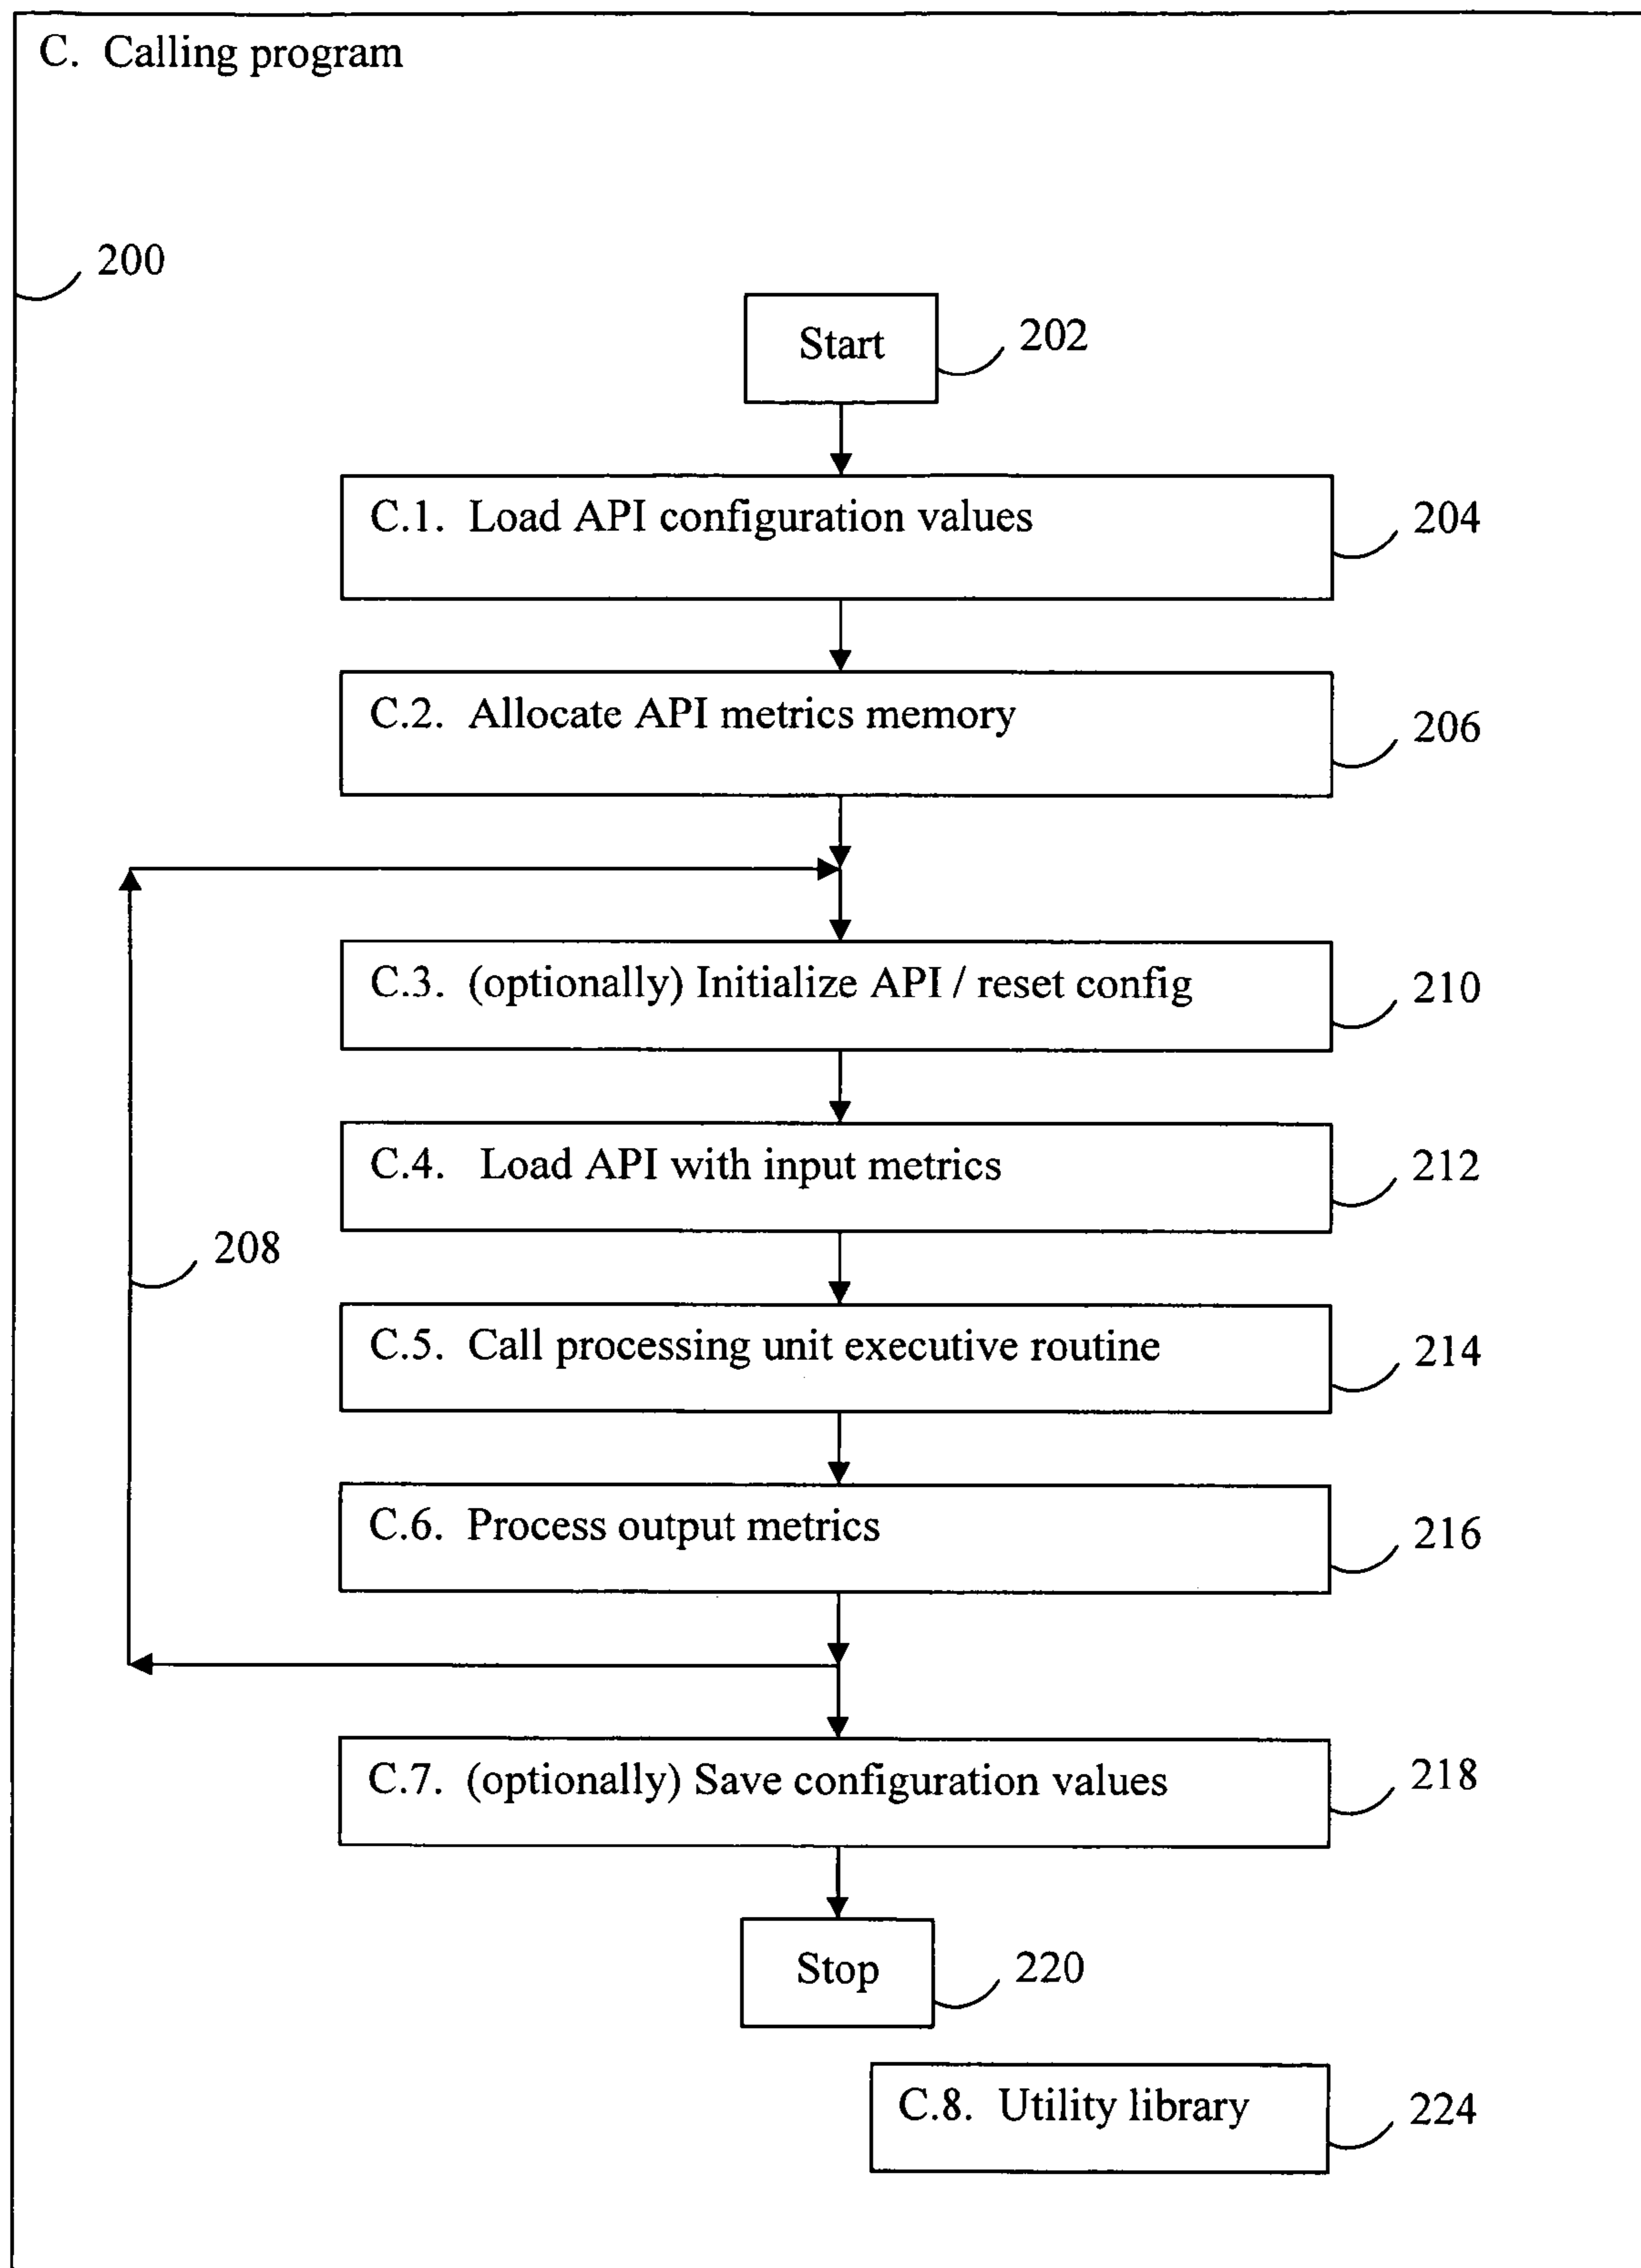 C. Calling program
200
Start
202
C.1. Load API configuration values
204
C.2. Allocate API metrics memory
206
C.3. (optionally) Initialize API / reset config
210
C.4. Load API with input metrics
212
208
C.5. Call processing unit executive routine
214
C.6. Process output metrics
216
C.7. (optionally) Save configuration values
218
Stop
220
C.8. Utility library
224